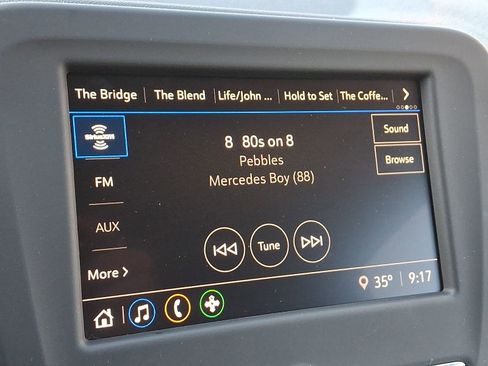 The Bridge The Blend Life/John ... Hold to Set The Coffe...
SiriusXM
8 80s on 8
Sound
Pebbles
Browse
FM
Mercedes Boy (88)
AUX
Tune
More
35° 9:17